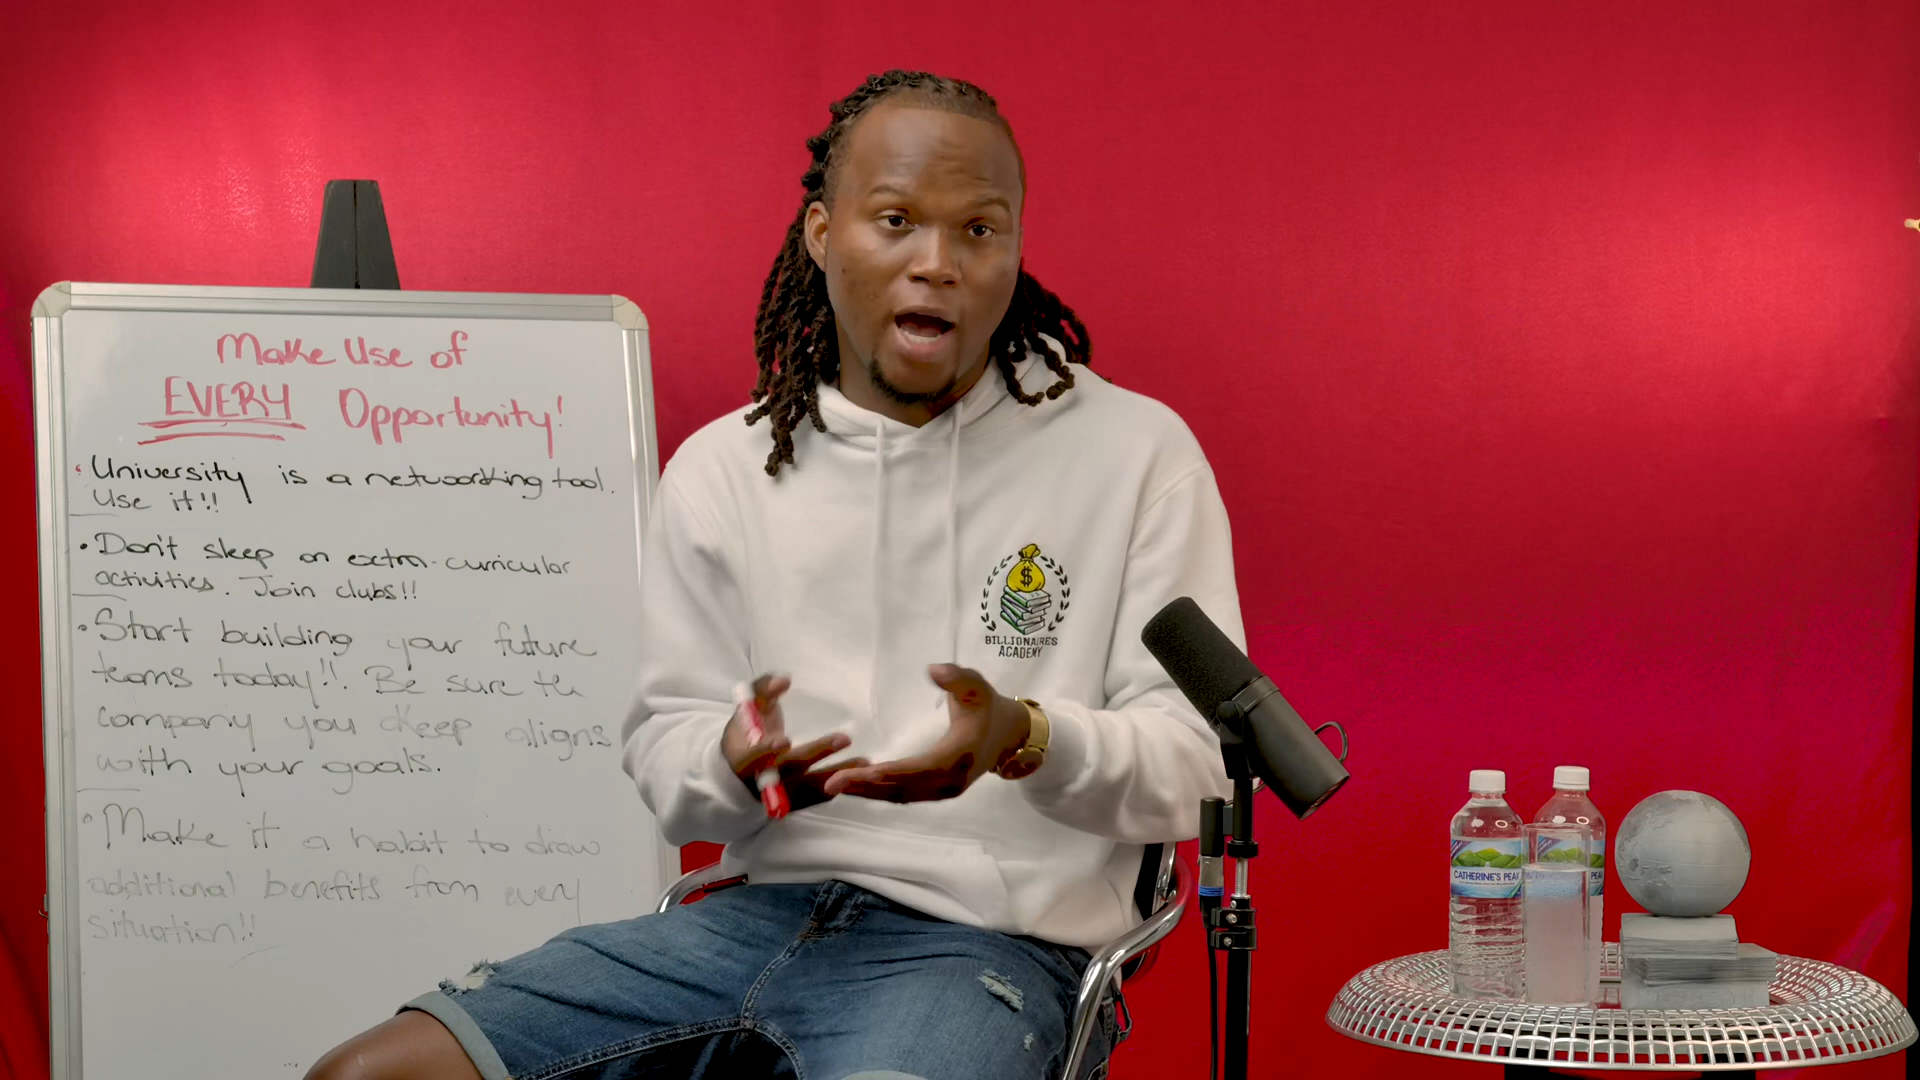 Make Use of
EVERY Opportunity!
• University is a networking tool.
Use it!!
• Don't sleep on extra-curricular
activities. Join clubs!!
• Start building your future
teams today!!. Be sure the
company you keep aligns
with your goals.
• Make it a habit to draw
additional benefits from every
situation!!
$
BILLIONAIRES
ACADEMY
CATHERINE'S PEAK
PEAK